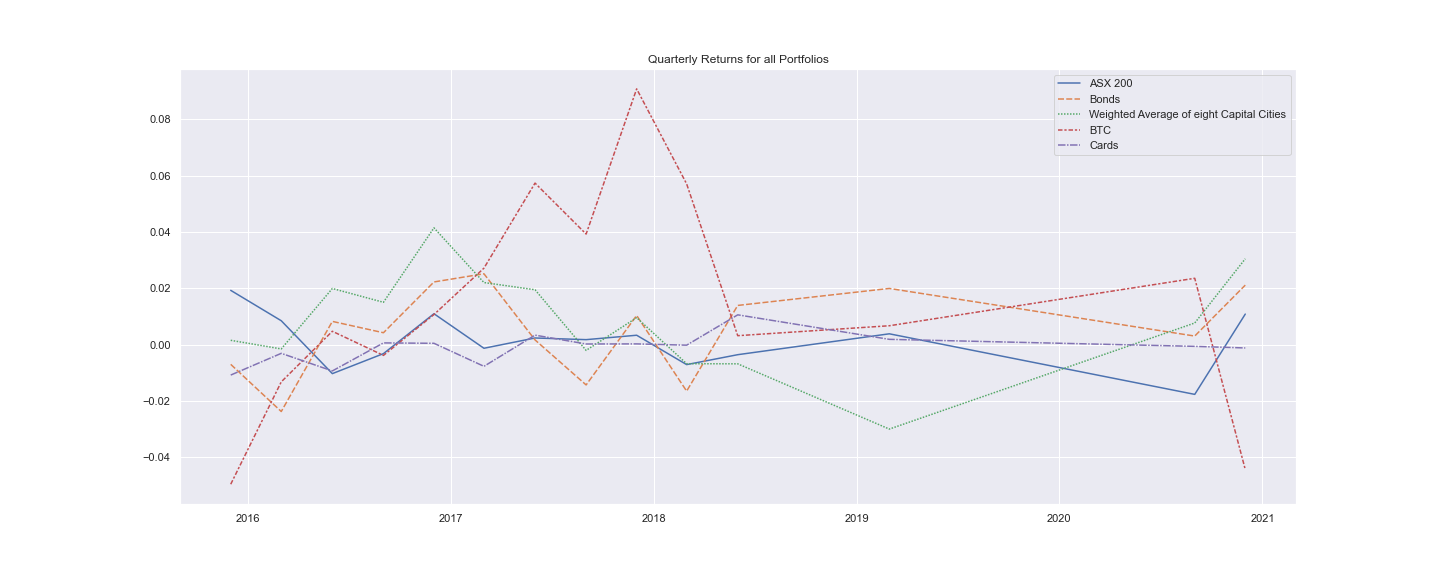 Quarterly Returns for all Portfolios
ASX 200
Bonds
Weighted Average of eight Capital Cities
BTC
Cards
0.08
0.06
0.04
0.02
0.00
−0.02
−0.04
2016
2017
2018
2019
2020
2021